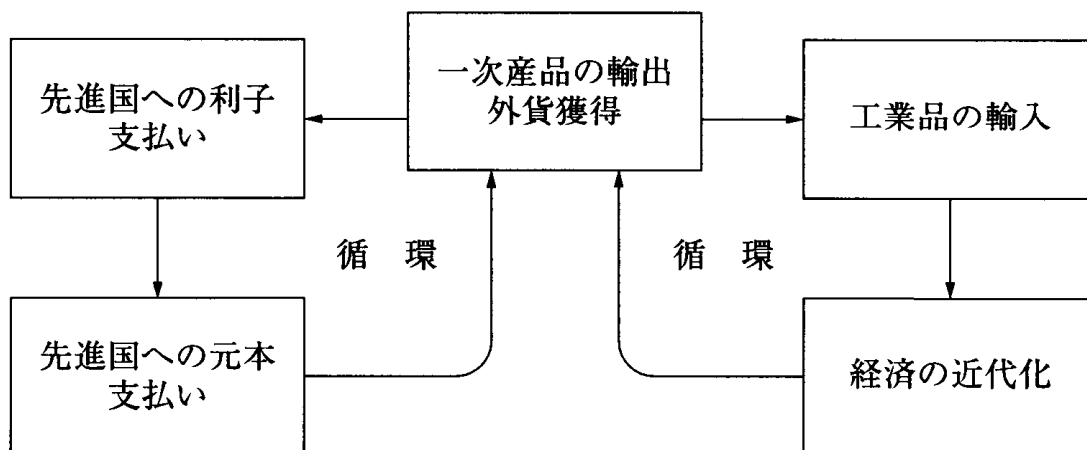 先進国への利子
支払い
一次産品の輸出
外貨獲得
工業品の輸入
循 環
循 環
先進国への元本
支払い
経済の近代化